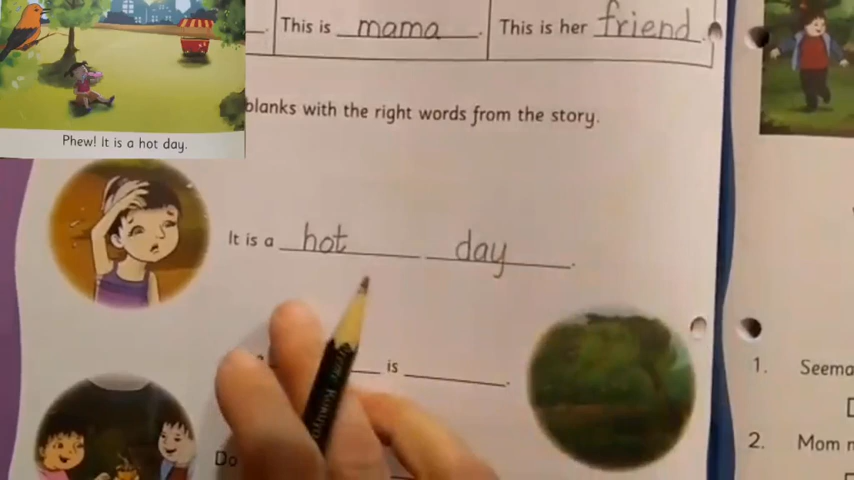 This is mama. This is her friend
Phew! It is a hot day.
blanks with the right words from the story.
It is a hot day.
is .
1. Seema
Do
2. Mom